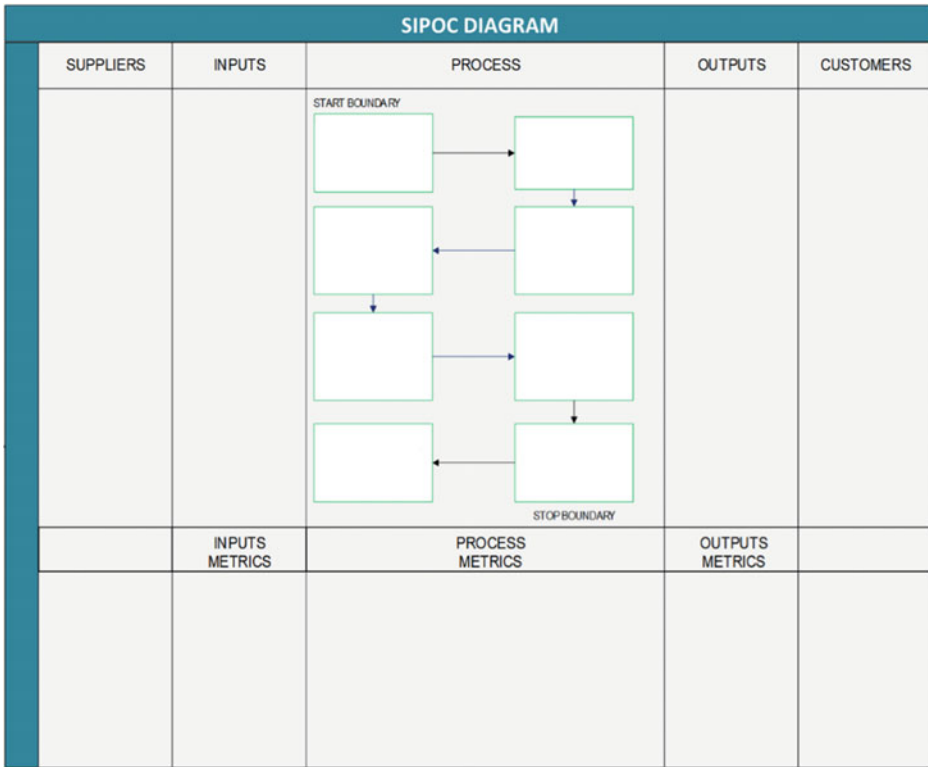 SIPOC DIAGRAM
SUPPLIERS
INPUTS
PROCESS
OUTPUTS
CUSTOMERS
START BOUNDARY
STOP BOUNDARY
INPUTS
METRICS
PROCESS
METRICS
OUTPUTS
METRICS